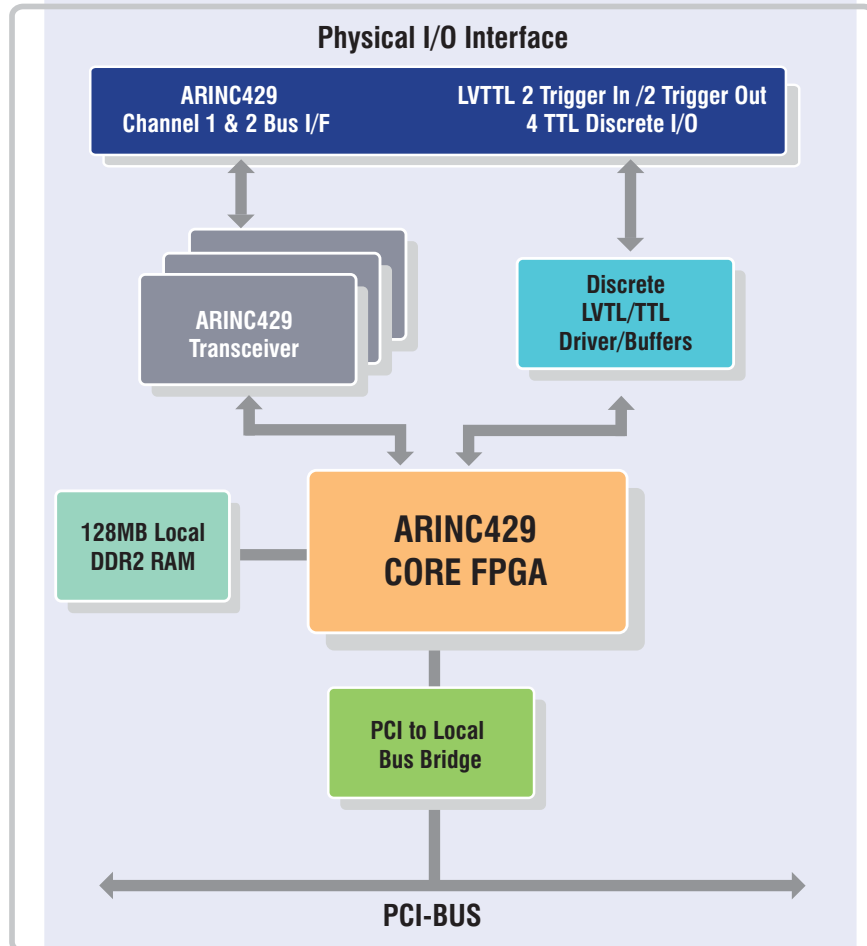 Physical I/O Interface
ARINC429
Channel 1 & 2 Bus I/F
LVTTL 2 Trigger In /2 Trigger Out
4 TTL Discrete I/O
ARINC429
Transceiver
Discrete
LVTL/TTL
Driver/Buffers
128MB Local
DDR2 RAM
ARINC429
CORE FPGA
PCI to Local
Bus Bridge
PCI-BUS